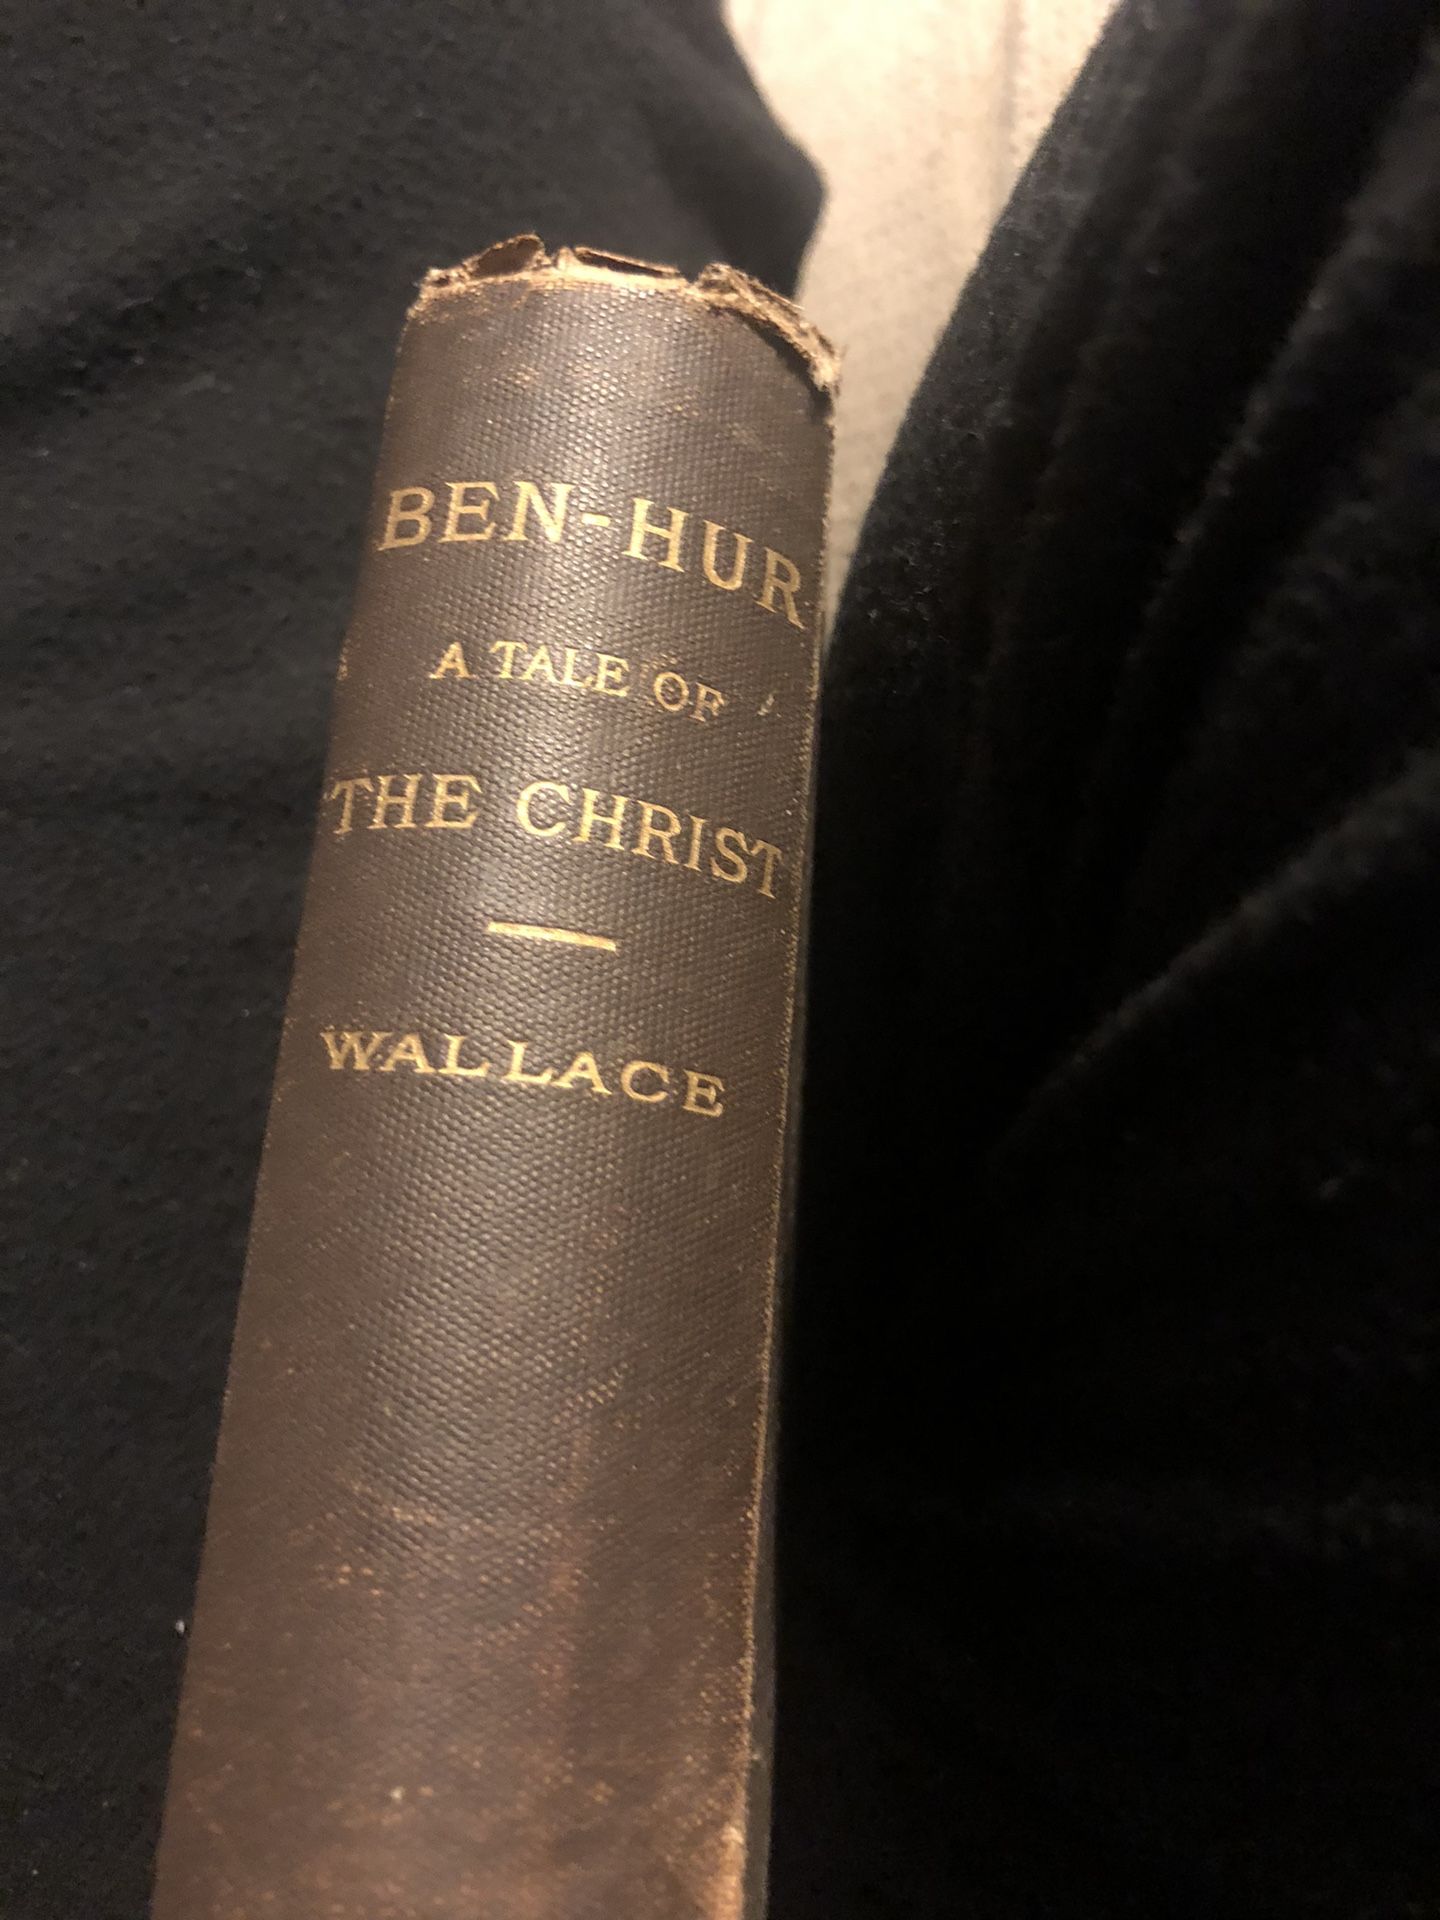 BEN-HUR
A TALE OF
THE CHRIST
WALLACE